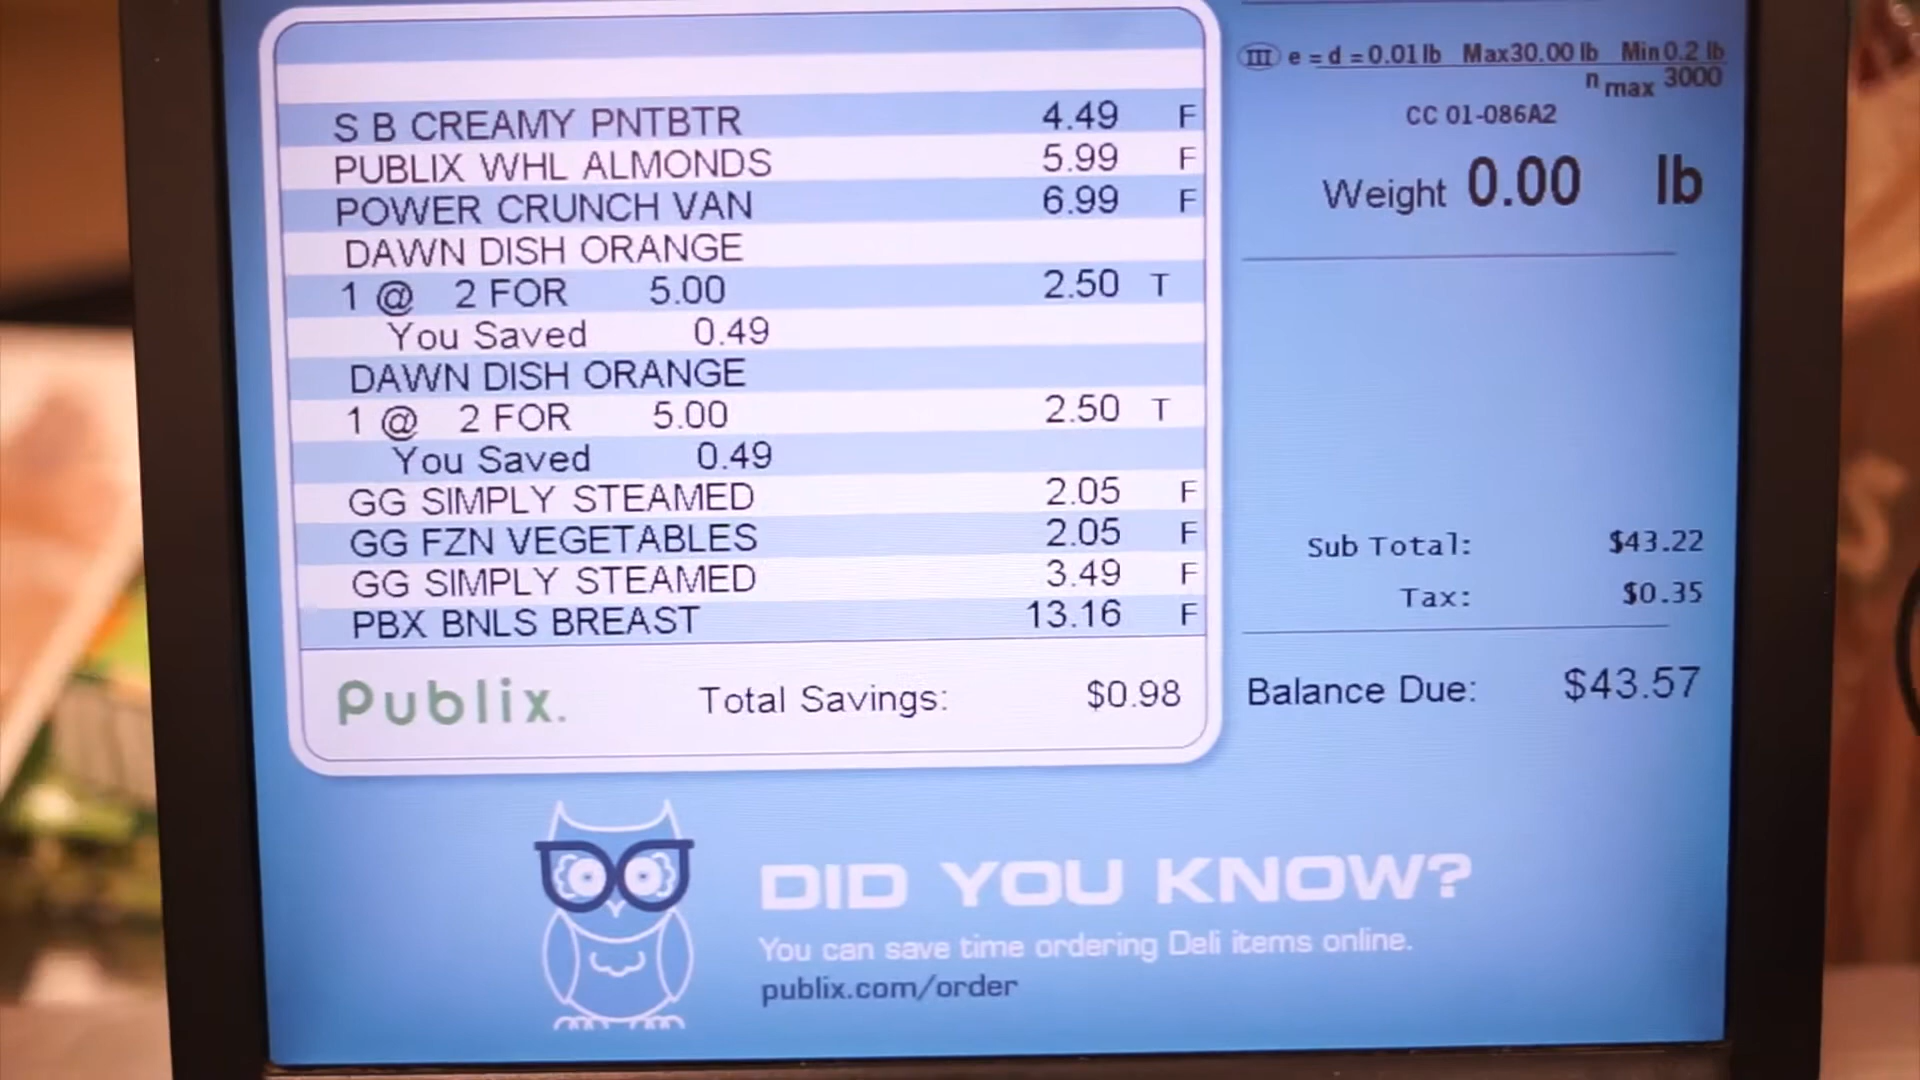 S B CREAMY PNTBTR 4.49 F
PUBLIX WHL ALMONDS 5.99 F
POWER CRUNCH VAN 6.99 F
DAWN DISH ORANGE
1 @ 2 FOR 5.00 2.50 T
You Saved 0.49
DAWN DISH ORANGE
1 @ 2 FOR 5.00 2.50 T
You Saved 0.49
GG SIMPLY STEAMED 2.05 F
GG FZN VEGETABLES 2.05 F
GG SIMPLY STEAMED 3.49 F
PBX BNLS BREAST 13.16 F
Publix. Total Savings: $0.98
III e = d = 0.01 lb Max 30.00 lb Min 0.2 lb
n max 3000
CC 01-086A2
Weight 0.00 lb
Sub Total: $43.22
Tax: $0.35
Balance Due: $43.57
DID YOU KNOW?
You can save time ordering Deli items online.
publix.com/order